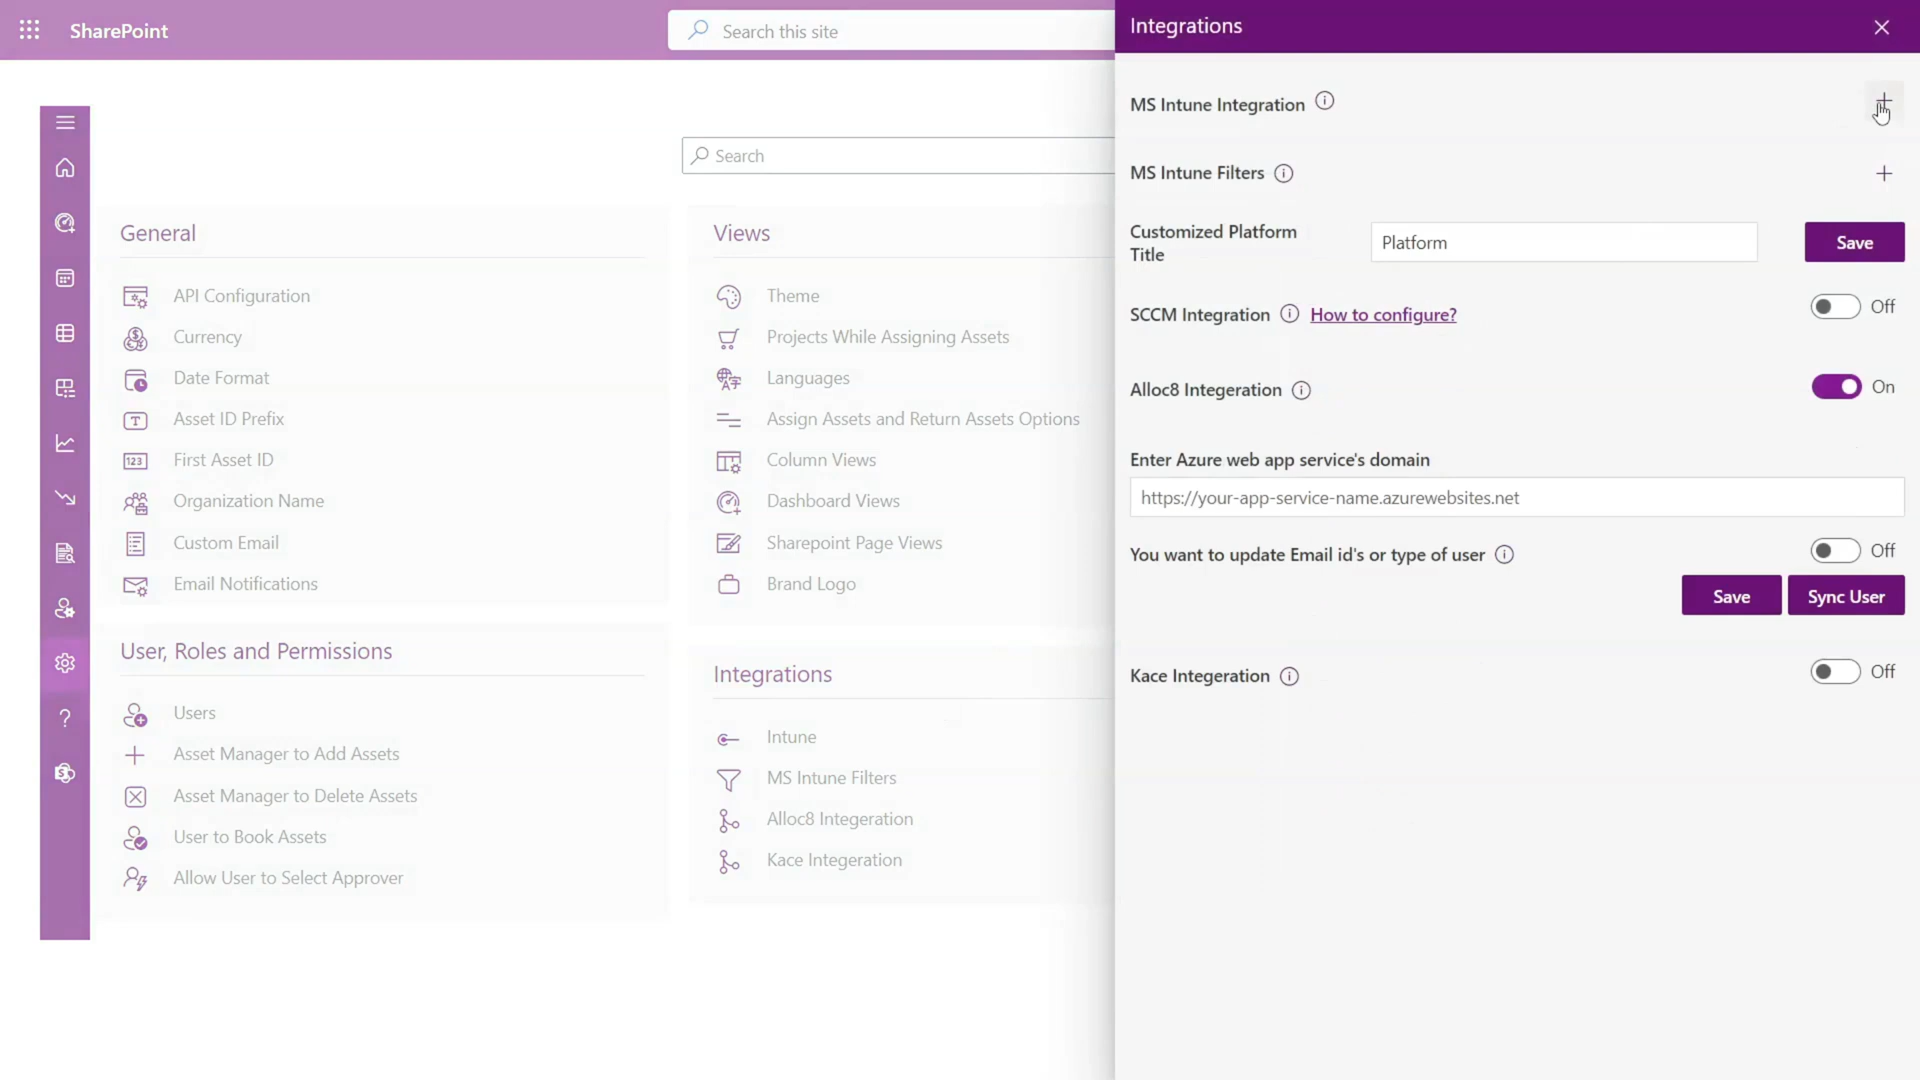 SharePoint
Search this site
Search
General
API Configuration
Currency
Date Format
Asset ID Prefix
First Asset ID
Organization Name
Custom Email
Email Notifications
User, Roles and Permissions
Users
Asset Manager to Add Assets
Asset Manager to Delete Assets
User to Book Assets
Allow User to Select Approver
Views
Theme
Projects While Assigning Assets
Languages
Assign Assets and Return Assets Options
Column Views
Dashboard Views
Sharepoint Page Views
Brand Logo
Integrations
Intune
MS Intune Filters
Alloc8 Integeration
Kace Integeration
Integrations
MS Intune Integration
MS Intune Filters
Customized Platform
Title
Platform
Save
SCCM Integration How to configure? Off
Alloc8 Integeration On
Enter Azure web app service's domain
https://your-app-service-name.azurewebsites.net
You want to update Email id's or type of user Off
Save Sync User
Kace Integeration Off